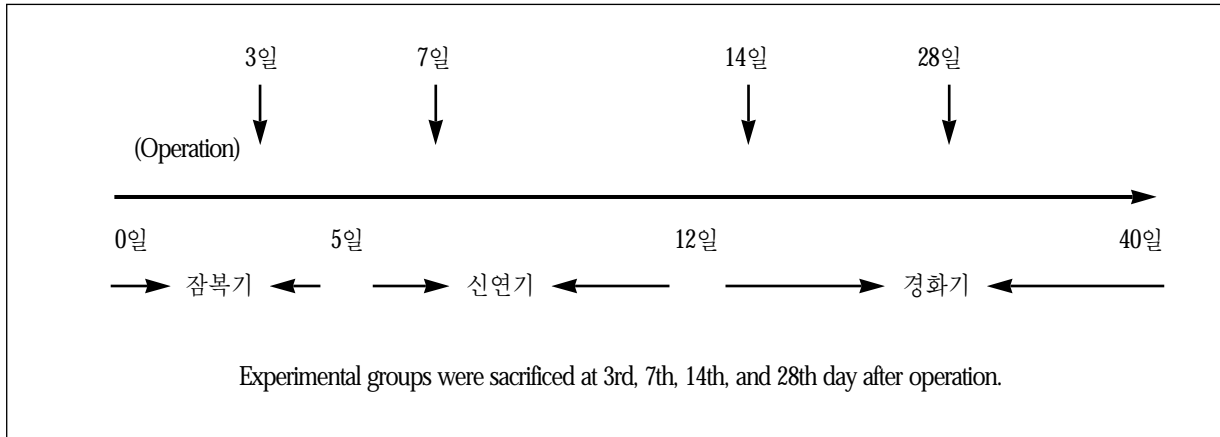 3일 7일 14일 28일
(Operation)
0일 5일 12일 40일
잠복기 신연기 경화기
Experimental groups were sacrificed at 3rd, 7th, 14th, and 28th day after operation.